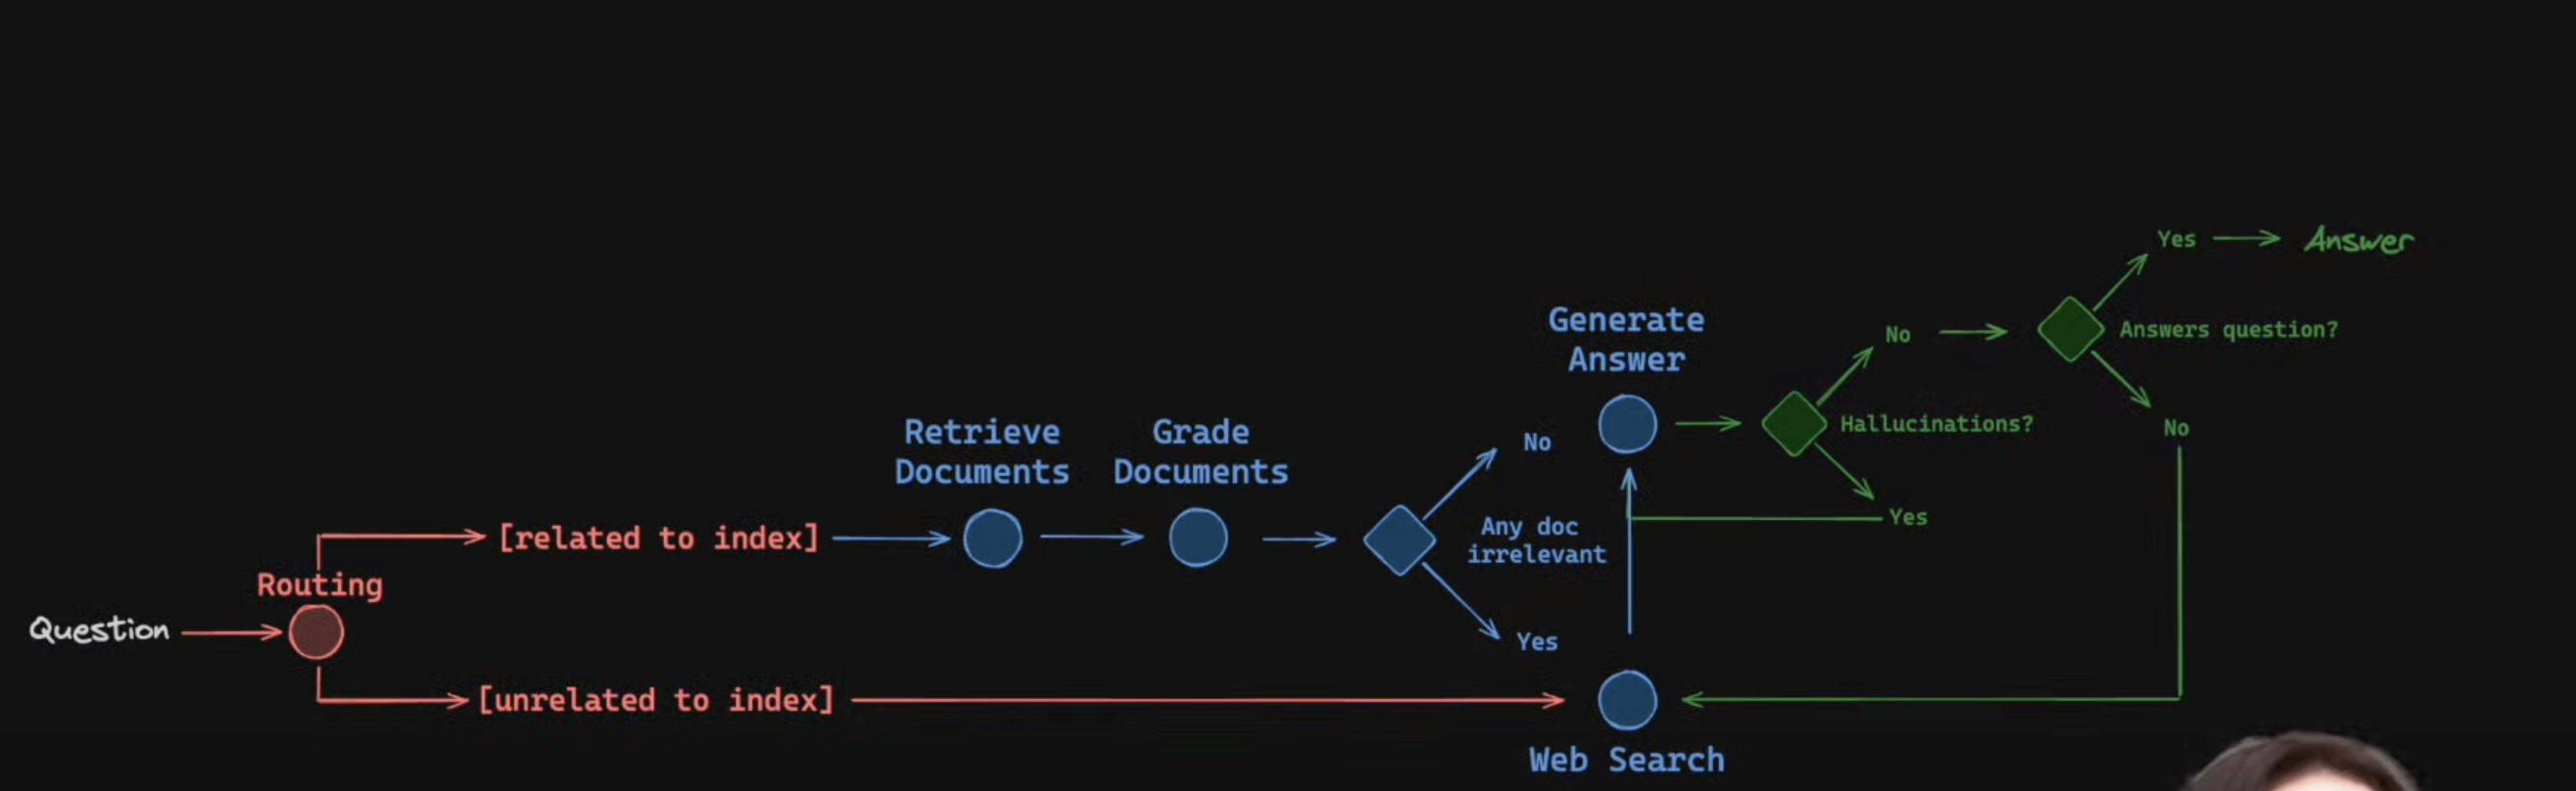 Question
Routing
[related to index]
[unrelated to index]
Retrieve
Documents
Grade
Documents
No
Any doc
irrelevant
Yes
Generate
Answer
Web Search
No
Hallucinations?
Yes
Yes
Answer
Answers question?
No